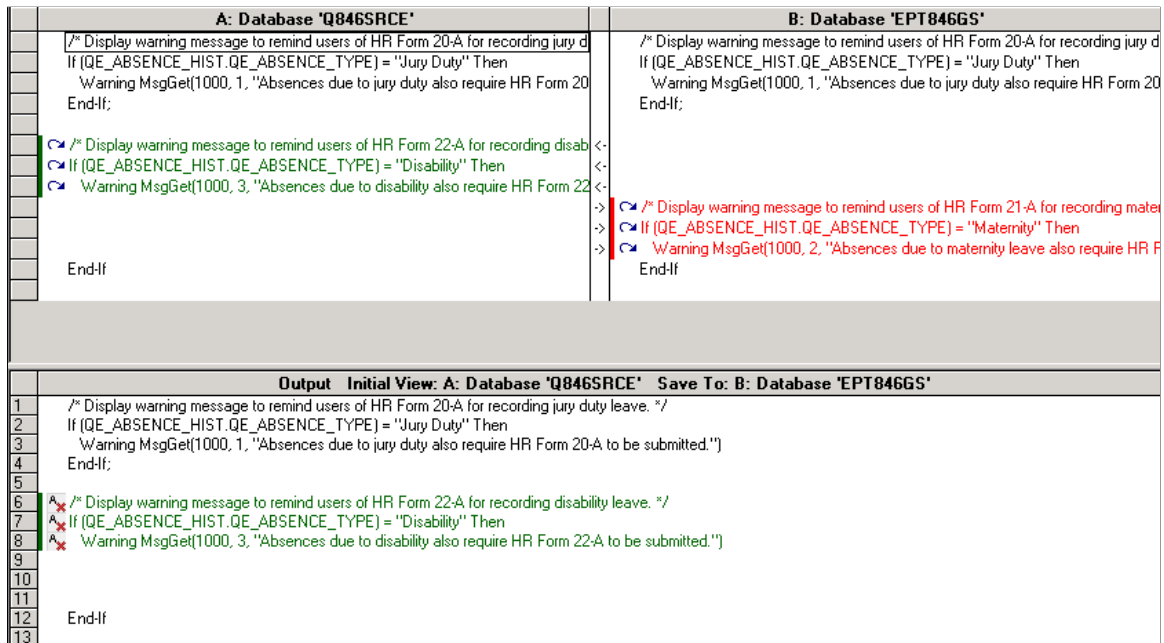 A: Database 'Q846SRCE'
/* Display warning message to remind users of HR Form 20-A for recording jury d
If (QE_ABSENCE_HIST.QE_ABSENCE_TYPE) = "Jury Duty" Then
Warning MsgGet(1000, 1, "Absences due to jury duty also require HR Form 20
End-If;
/* Display warning message to remind users of HR Form 22-A for recording disab <-
If (QE_ABSENCE_HIST.QE_ABSENCE_TYPE) = "Disability" Then <-
Warning MsgGet(1000, 3, "Absences due to disability also require HR Form 22 <-
End-If
B: Database 'EPT846GS'
/* Display warning message to remind users of HR Form 20-A for recording jury d
If (QE_ABSENCE_HIST.QE_ABSENCE_TYPE) = "Jury Duty" Then
Warning MsgGet(1000, 1, "Absences due to jury duty also require HR Form 20
End-If;
-> /* Display warning message to remind users of HR Form 21-A for recording mater
-> If (QE_ABSENCE_HIST.QE_ABSENCE_TYPE) = "Maternity" Then
-> Warning MsgGet(1000, 2, "Absences due to maternity leave also require HR F
End-If
Output Initial View: A: Database 'Q846SRCE' Save To: B: Database 'EPT846GS'
1 /* Display warning message to remind users of HR Form 20-A for recording jury duty leave. */
2 If (QE_ABSENCE_HIST.QE_ABSENCE_TYPE) = "Jury Duty" Then
3 Warning MsgGet(1000, 1, "Absences due to jury duty also require HR Form 20-A to be submitted.")
4 End-If;
5
6 A /* Display warning message to remind users of HR Form 22-A for recording disability leave. */
7 A If (QE_ABSENCE_HIST.QE_ABSENCE_TYPE) = "Disability" Then
8 A Warning MsgGet(1000, 3, "Absences due to disability also require HR Form 22-A to be submitted.")
9
10
11
12 End-If
13